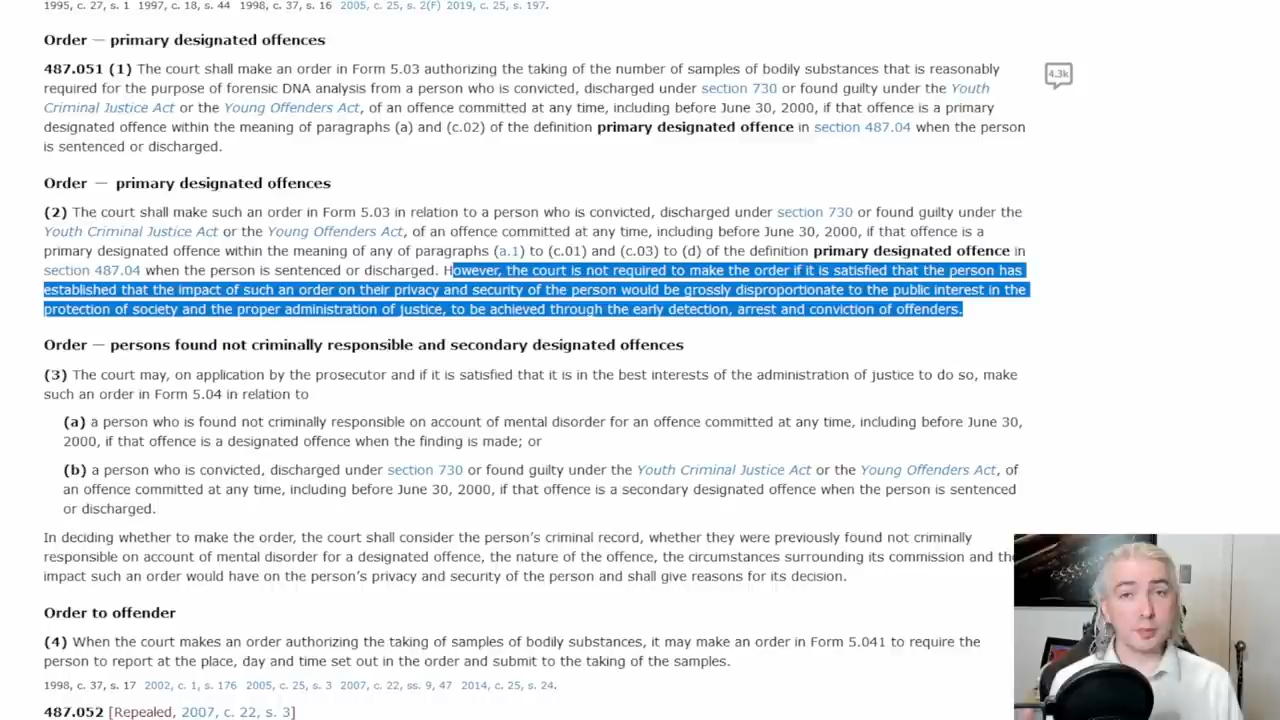 1995, c. 27, s. 1 1997, c. 18, s. 44 1998, c. 37, s. 16 2005, c. 25, s. 2(F) 2019, c. 25, s. 197.
Order — primary designated offences
487.051 (1) The court shall make an order in Form 5.03 authorizing the taking of the number of samples of bodily substances that is reasonably
4.3k
required for the purpose of forensic DNA analysis from a person who is convicted, discharged under section 730 or found guilty under the Youth
Criminal Justice Act or the Young Offenders Act, of an offence committed at any time, including before June 30, 2000, if that offence is a primary
designated offence within the meaning of paragraphs (a) and (c.02) of the definition primary designated offence in section 487.04 when the person
is sentenced or discharged.
Order — primary designated offences
(2) The court shall make such an order in Form 5.03 in relation to a person who is convicted, discharged under section 730 or found guilty under the
Youth Criminal Justice Act or the Young Offenders Act, of an offence committed at any time, including before June 30, 2000, if that offence is a
primary designated offence within the meaning of any of paragraphs (a.1) to (c.01) and (c.03) to (d) of the definition primary designated offence in
section 487.04 when the person is sentenced or discharged. However, the court is not required to make the order if it is satisfied that the person has
established that the impact of such an order on their privacy and security of the person would be grossly disproportionate to the public interest in the
protection of society and the proper administration of justice, to be achieved through the early detection, arrest and conviction of offenders.
Order — persons found not criminally responsible and secondary designated offences
(3) The court may, on application by the prosecutor and if it is satisfied that it is in the best interests of the administration of justice to do so, make
such an order in Form 5.04 in relation to
(a) a person who is found not criminally responsible on account of mental disorder for an offence committed at any time, including before June 30,
2000, if that offence is a designated offence when the finding is made; or
(b) a person who is convicted, discharged under section 730 or found guilty under the Youth Criminal Justice Act or the Young Offenders Act, of
an offence committed at any time, including before June 30, 2000, if that offence is a secondary designated offence when the person is sentenced
or discharged.
In deciding whether to make the order, the court shall consider the person's criminal record, whether they were previously found not criminally
responsible on account of mental disorder for a designated offence, the nature of the offence, the circumstances surrounding its commission and the
impact such an order would have on the person's privacy and security of the person and shall give reasons for its decision.
Order to offender
(4) When the court makes an order authorizing the taking of samples of bodily substances, it may make an order in Form 5.041 to require the
person to report at the place, day and time set out in the order and submit to the taking of the samples.
1998, c. 37, s. 17 2002, c. 1, s. 176 2005, c. 25, s. 3 2007, c. 22, ss. 9, 47 2014, c. 25, s. 24.
487.052 [Repealed, 2007, c. 22, s. 3]